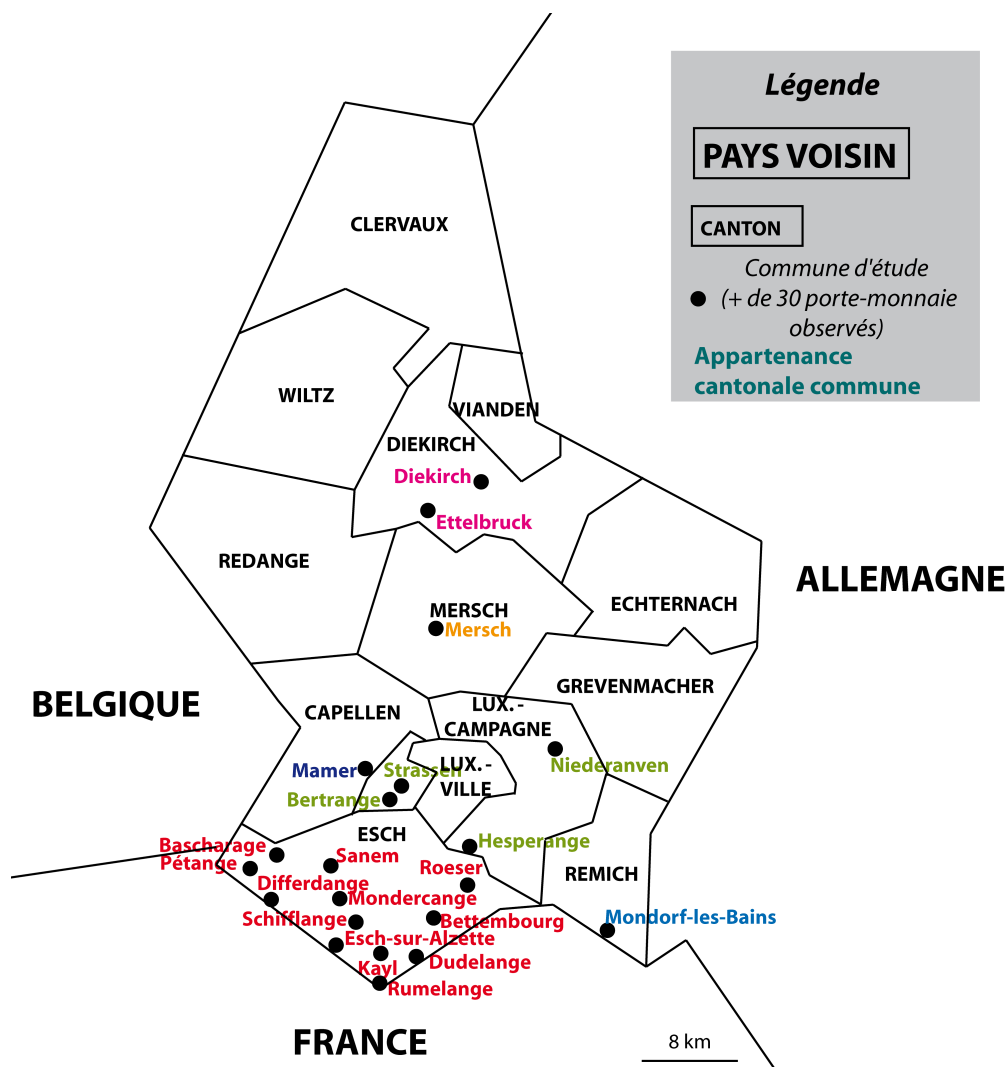 Légende
PAYS VOISIN
CANTON
Commune d'étude
(+ de 30 porte-monnaie
observés)
Appartenance
cantonale commune
CLERVAUX
WILTZ
VIANDEN
DIEKIRCH
Diekirch
Ettelbruck
REDANGE
ALLEMAGNE
ECHTERNACH
MERSCH
Mersch
GREVENMACHER
BELGIQUE
CAPELLEN
LUX.-
CAMPAGNE
Niederanven
LUX.-
VILLE
Mamer
Strassen
Bertrange
ESCH
Hesperange
Bascharage
Pétange
Sanem
Roeser
REMICH
Differdange
Mondercange
Schifflange
Bettembourg
Mondorf-les-Bains
Esch-sur-Alzette
Kayl
Dudelange
Rumelange
FRANCE
8 km